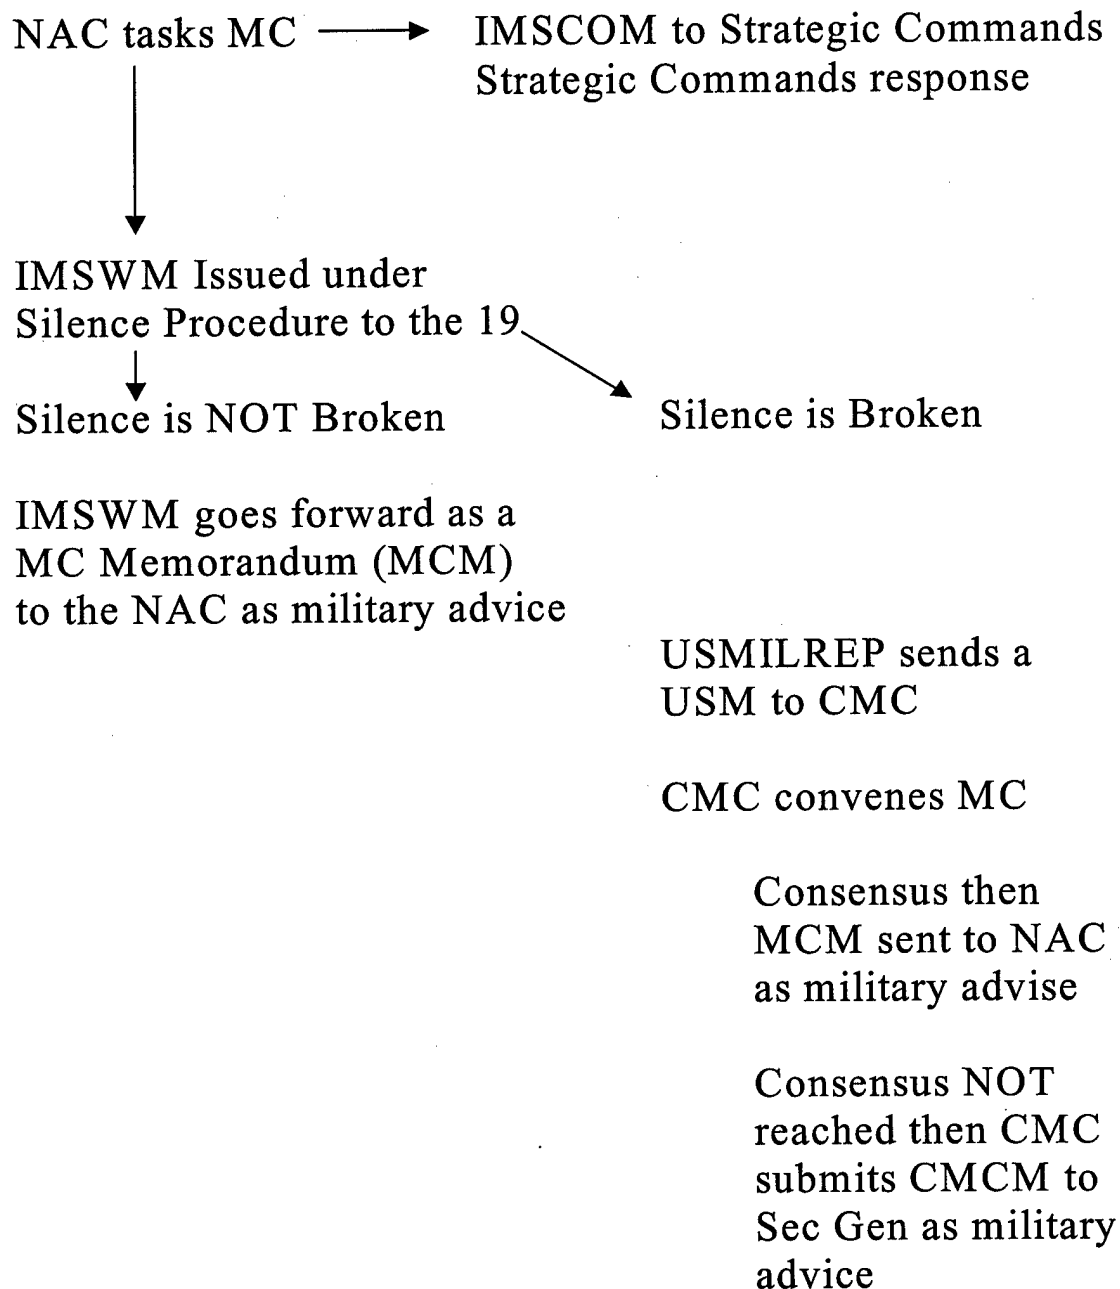 NAC tasks MC
IMSCOM to Strategic Commands
Strategic Commands response
IMSWM Issued under
Silence Procedure to the 19
Silence is NOT Broken
Silence is Broken
IMSWM goes forward as a
MC Memorandum (MCM)
to the NAC as military advice
USMILREP sends a
USM to CMC
CMC convenes MC
Consensus then
MCM sent to NAC
as military advise
Consensus NOT
reached then CMC
submits CMCM to
Sec Gen as military
advice